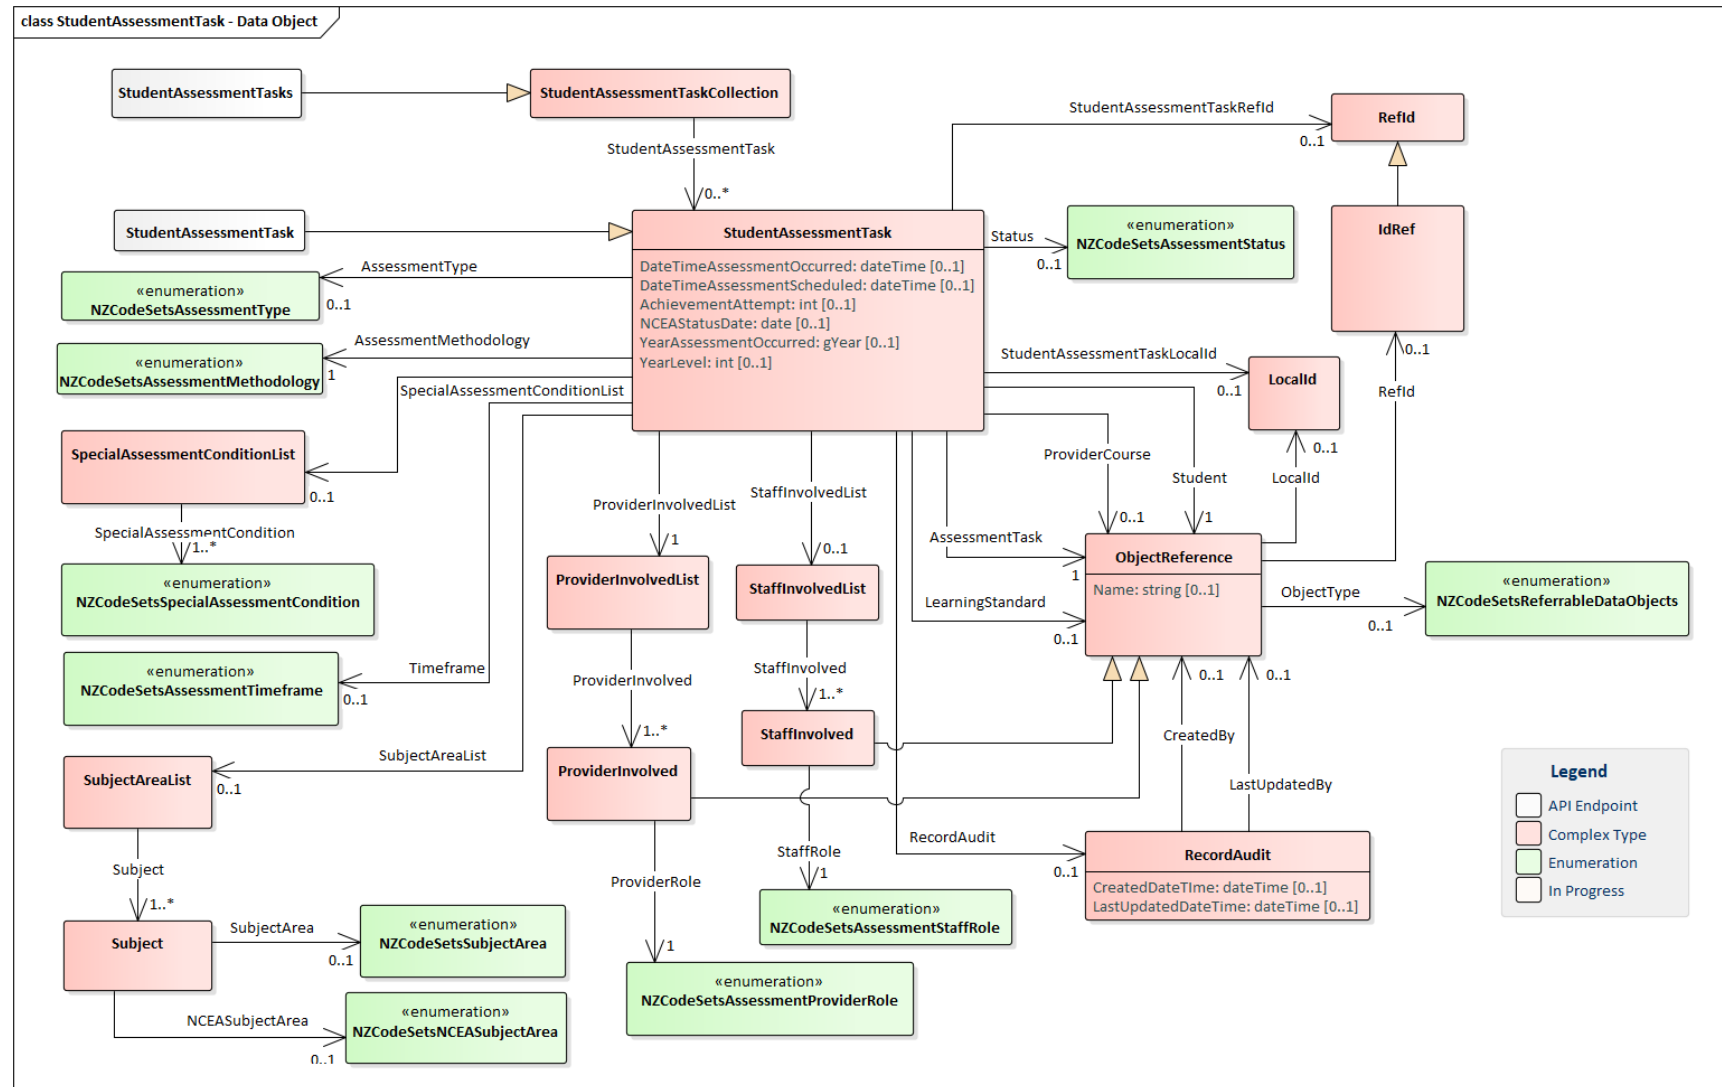 class StudentAssessmentTask - Data Object
StudentAssessmentTasks
StudentAssessmentTaskCollection
StudentAssessmentTaskRefId
0..1
RefId
StudentAssessmentTask
0..*
StudentAssessmentTask
StudentAssessmentTask
DateTimeAssessmentOccurred: dateTime [0..1]
DateTimeAssessmentScheduled: dateTime [0..1]
AchievementAttempt: int [0..1]
NCEAStatusDate: date [0..1]
YearAssessmentOccurred: gYear [0..1]
YearLevel: int [0..1]
Status
0..1
«enumeration»
NZCodeSetsAssessmentStatus
IdRef
AssessmentType
0..1
«enumeration»
NZCodeSetsAssessmentType
AssessmentMethodology
1
«enumeration»
NZCodeSetsAssessmentMethodology
StudentAssessmentTaskLocalId
0..1
LocalId
0..1
RefId
SpecialAssessmentConditionList
0..1
SpecialAssessmentConditionList
SpecialAssessmentCondition
1..*
«enumeration»
NZCodeSetsSpecialAssessmentCondition
ProviderInvolvedList
1
ProviderInvolvedList
StaffInvolvedList
0..1
StaffInvolvedList
ProviderCourse
0..1
Student
1
LocalId
0..1
AssessmentTask
1
ObjectReference
Name: string [0..1]
LearningStandard
0..1
ObjectType
0..1
«enumeration»
NZCodeSetsReferrableDataObjects
Timeframe
0..1
«enumeration»
NZCodeSetsAssessmentTimeframe
ProviderInvolved
1..*
ProviderInvolved
StaffInvolved
1..*
StaffInvolved
0..1
0..1
CreatedBy
LastUpdatedBy
SubjectAreaList
0..1
SubjectAreaList
Subject
1..*
Subject
RecordAudit
0..1
RecordAudit
CreatedDateTIme: dateTime [0..1]
LastUpdatedDateTime: dateTime [0..1]
StaffRole
1
«enumeration»
NZCodeSetsAssessmentStaffRole
ProviderRole
1
«enumeration»
NZCodeSetsAssessmentProviderRole
SubjectArea
0..1
«enumeration»
NZCodeSetsSubjectArea
NCEASubjectArea
0..1
«enumeration»
NZCodeSetsNCEASubjectArea
Legend
API Endpoint
Complex Type
Enumeration
In Progress